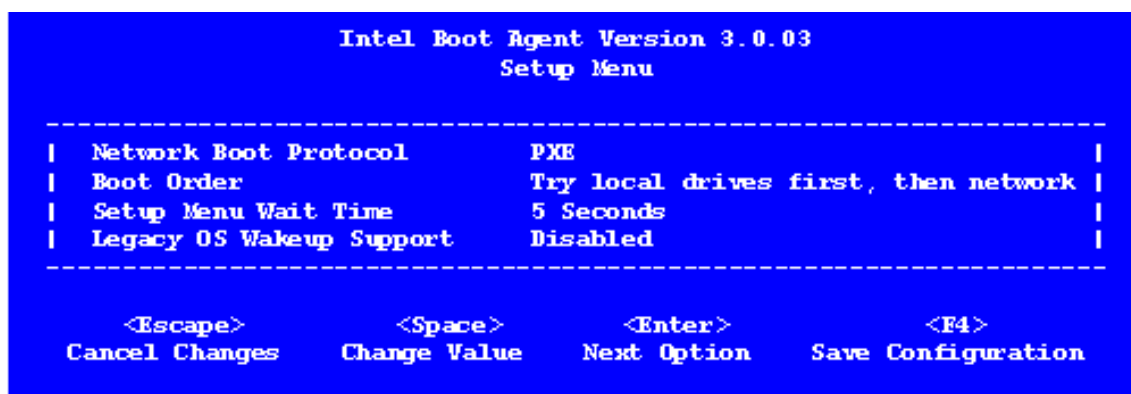 Intel Boot Agent Version 3.0.03
Setup Menu
Network Boot Protocol PXE
Boot Order Try local drives first, then network
Setup Menu Wait Time 5 Seconds
Legacy OS Wakeup Support Disabled
<Escape> <Space> <Enter> <F4>
Cancel Changes Change Value Next Option Save Configuration